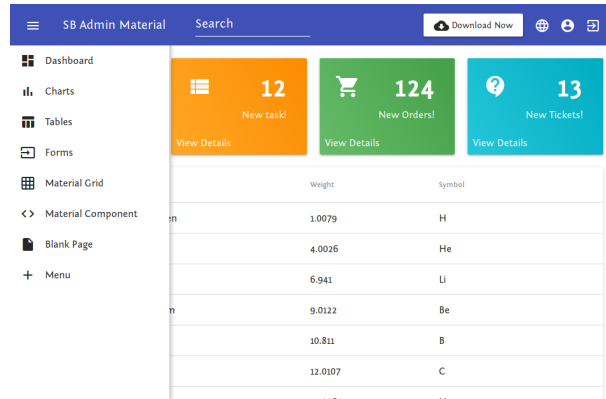 SB Admin Material
Search
Download Now
Dashboard
Charts
Tables
Forms
Material Grid
Material Component
Blank Page
Menu
12
New task!
View Details
124
New Orders!
View Details
13
New Tickets!
View Details
Weight Symbol
en 1.0079 H
4.0026 He
6.941 Li
m 9.0122 Be
10.811 B
12.0107 C